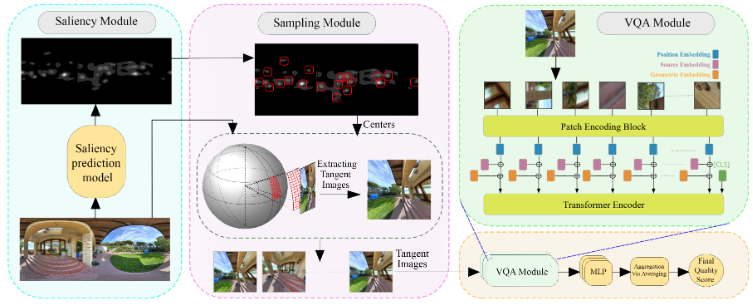 Saliency Module
Saliency
prediction
model
Sampling Module
Centers
Extracting
Tangent
Images
Tangent
Images
VQA Module
Position Embedding
Source Embedding
Geometric Embedding
Patch Encoding Block
[CLS]
Transformer Encoder
VQA Module
MLP
Aggregation
Via Averaging
Final
Quality
Score